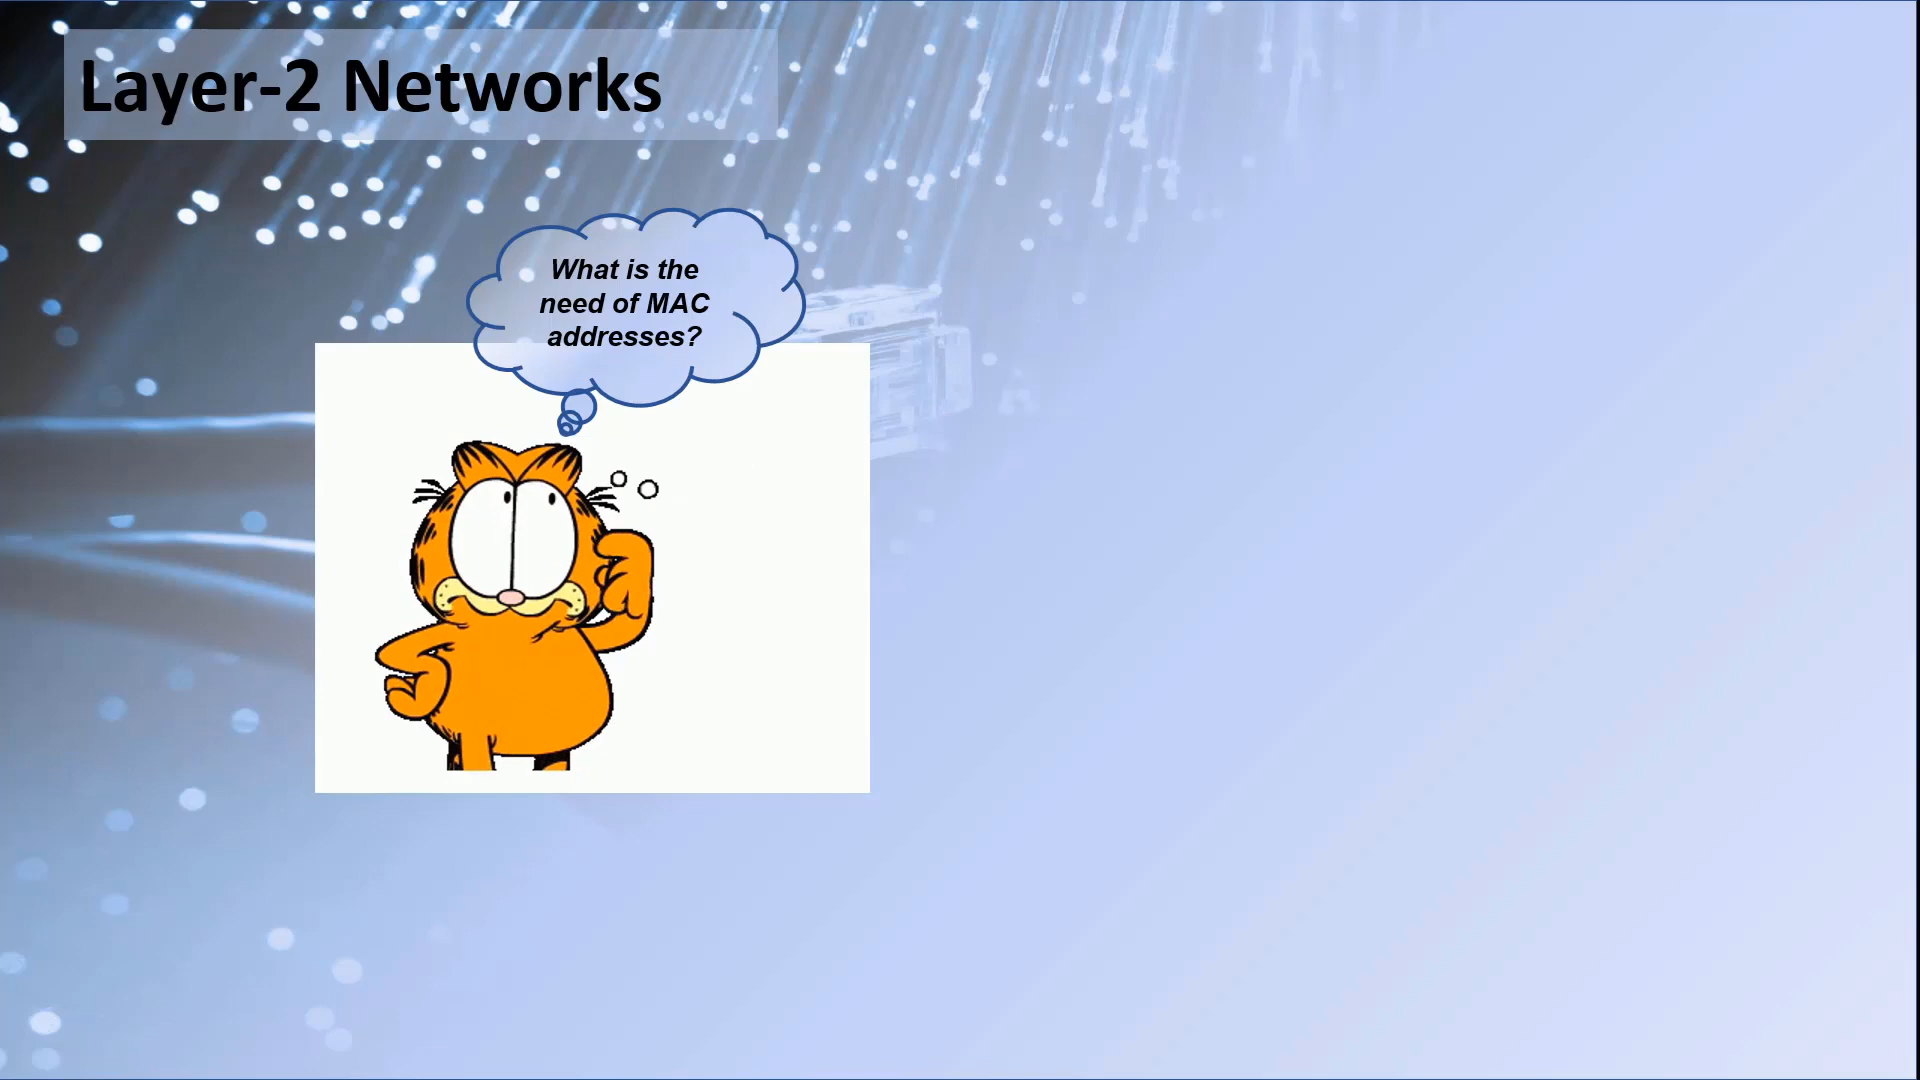 Layer-2 Networks
What is the
need of MAC
addresses?